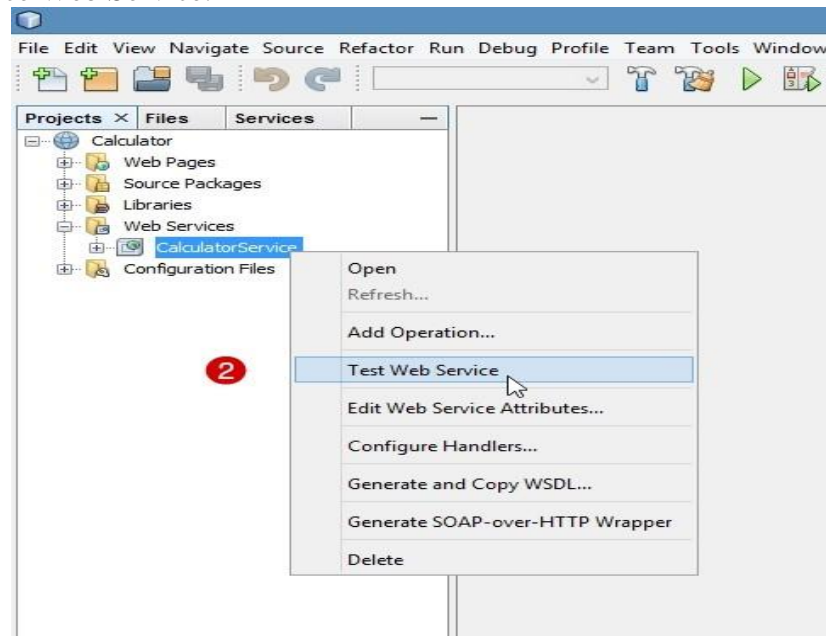 File Edit View Navigate Source Refactor Run Debug Profile Team Tools Window
Projects × Files Services
Calculator
Web Pages
Source Packages
Libraries
Web Services
CalculatorService
Configuration Files
Open
Refresh...
Add Operation...
2
Test Web Service
Edit Web Service Attributes...
Configure Handlers...
Generate and Copy WSDL...
Generate SOAP-over-HTTP Wrapper
Delete